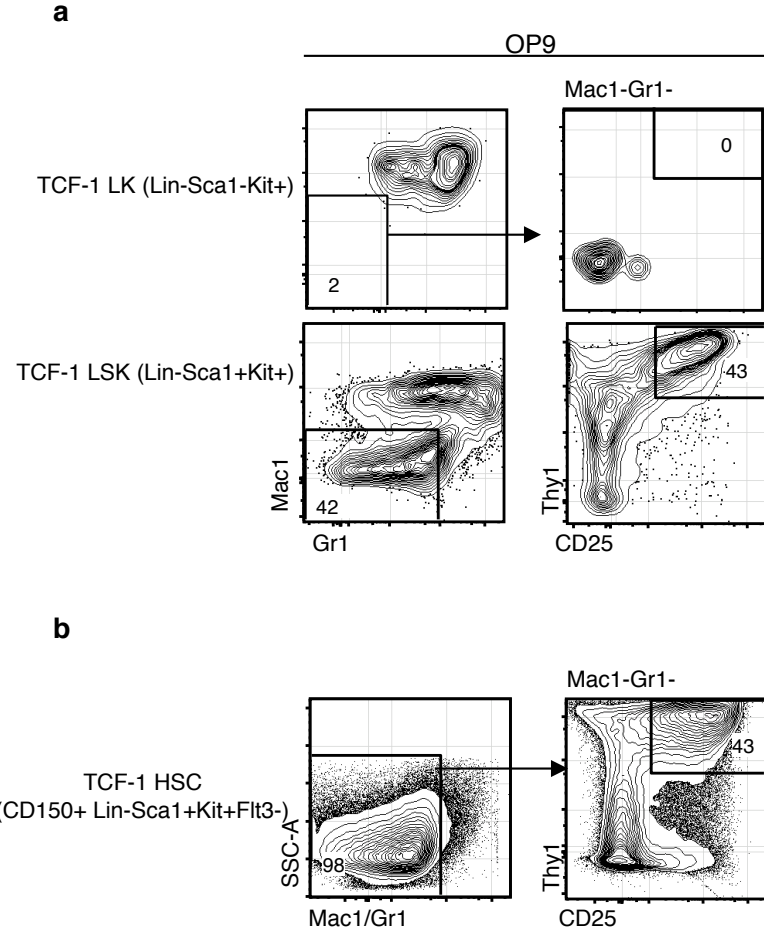 a
OP9
Mac1-Gr1-
TCF-1 LK (Lin-Sca1-Kit+)
2
0
TCF-1 LSK (Lin-Sca1+Kit+)
42
43
Mac1
Gr1
Thy1
CD25
b
Mac1-Gr1-
TCF-1 HSC
(CD150+ Lin-Sca1+Kit+Flt3-)
98
43
SSC-A
Mac1/Gr1
Thy1
CD25